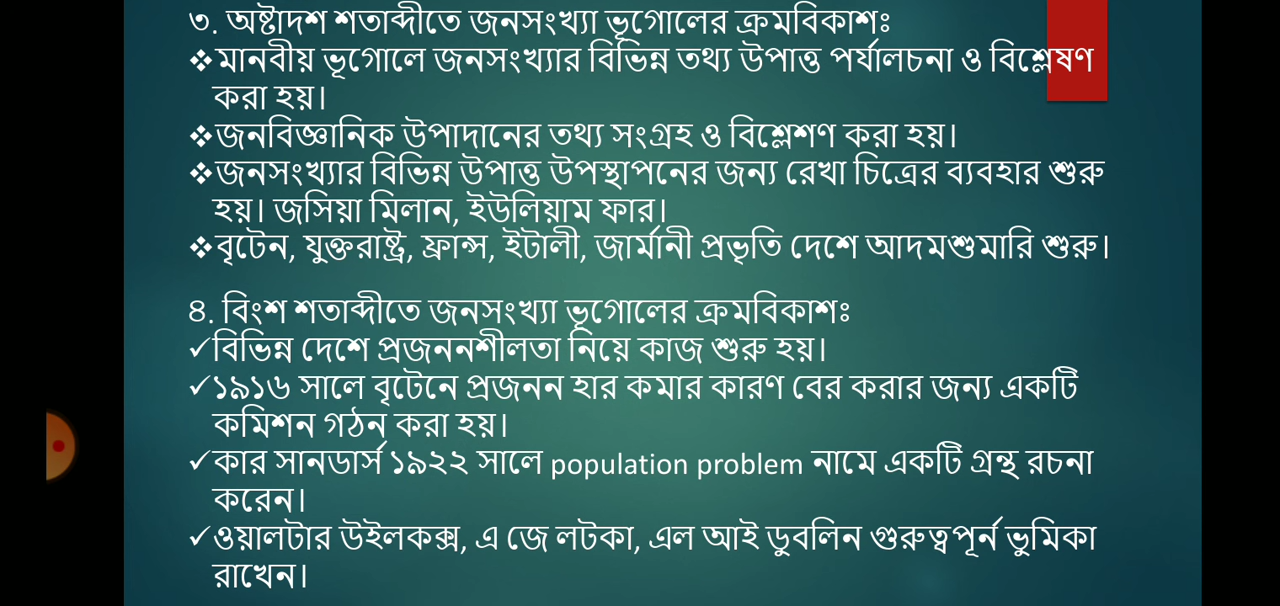 ৩. অষ্টাদশ শতাব্দীতে জনসংখ্যা ভূগোলের ক্রমবিকাশঃ
❖মানবীয় ভূগোলে জনসংখ্যার বিভিন্ন তথ্য উপাত্ত পর্যালচনা ও বিশ্লেষণ
করা হয়।
❖জনবিজ্ঞানিক উপাদানের তথ্য সংগ্রহ ও বিশ্লেশণ করা হয়।
❖জনসংখ্যার বিভিন্ন উপাত্ত উপস্থাপনের জন্য রেখা চিত্রের ব্যবহার শুরু
হয়। জসিয়া মিলান, ইউলিয়াম ফার।
❖বৃটেন, যুক্তরাষ্ট্র, ফ্রান্স, ইটালী, জার্মানী প্রভৃতি দেশে আদমশুমারি শুরু।
৪. বিংশ শতাব্দীতে জনসংখ্যা ভূগোলের ক্রমবিকাশঃ
✓বিভিন্ন দেশে প্রজননশীলতা নিয়ে কাজ শুরু হয়।
✓১৯১৬ সালে বৃটেনে প্রজনন হার কমার কারণ বের করার জন্য একটি
কমিশন গঠন করা হয়।
✓কার সানডার্স ১৯২২ সালে population problem নামে একটি গ্রন্থ রচনা
করেন।
✓ওয়ালটার উইলকক্স, এ জে লটকা, এল আই ডুবলিন গুরুত্বপূর্ন ভুমিকা
রাখেন।